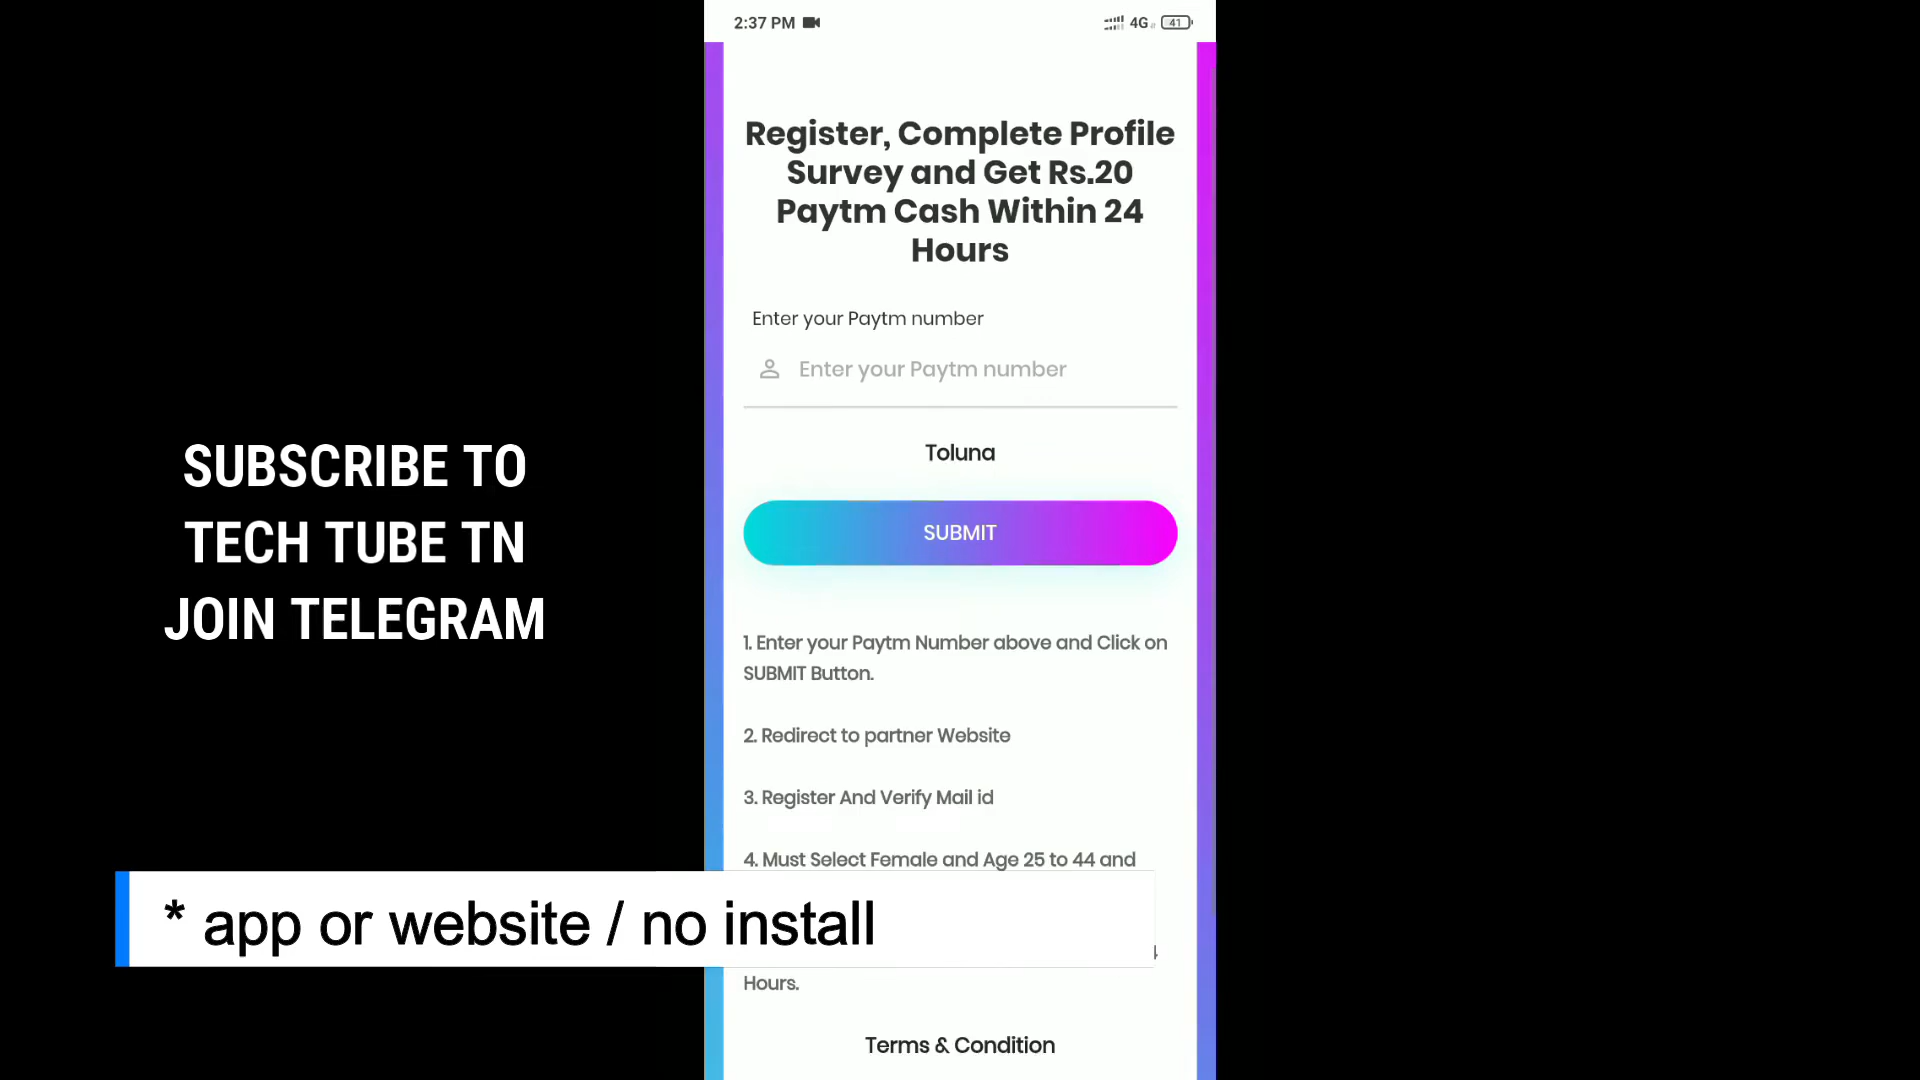 2:37 PM
4G
41
Register, Complete Profile
Survey and Get Rs.20
Paytm Cash Within 24
Hours
Enter your Paytm number
Enter your Paytm number
Toluna
SUBMIT
1. Enter your Paytm Number above and Click on
SUBMIT Button.
2. Redirect to partner Website
3. Register And Verify Mail id
4. Must Select Female and Age 25 to 44 and
Hours.
Terms & Condition
SUBSCRIBE TO
TECH TUBE TN
JOIN TELEGRAM
* app or website / no install